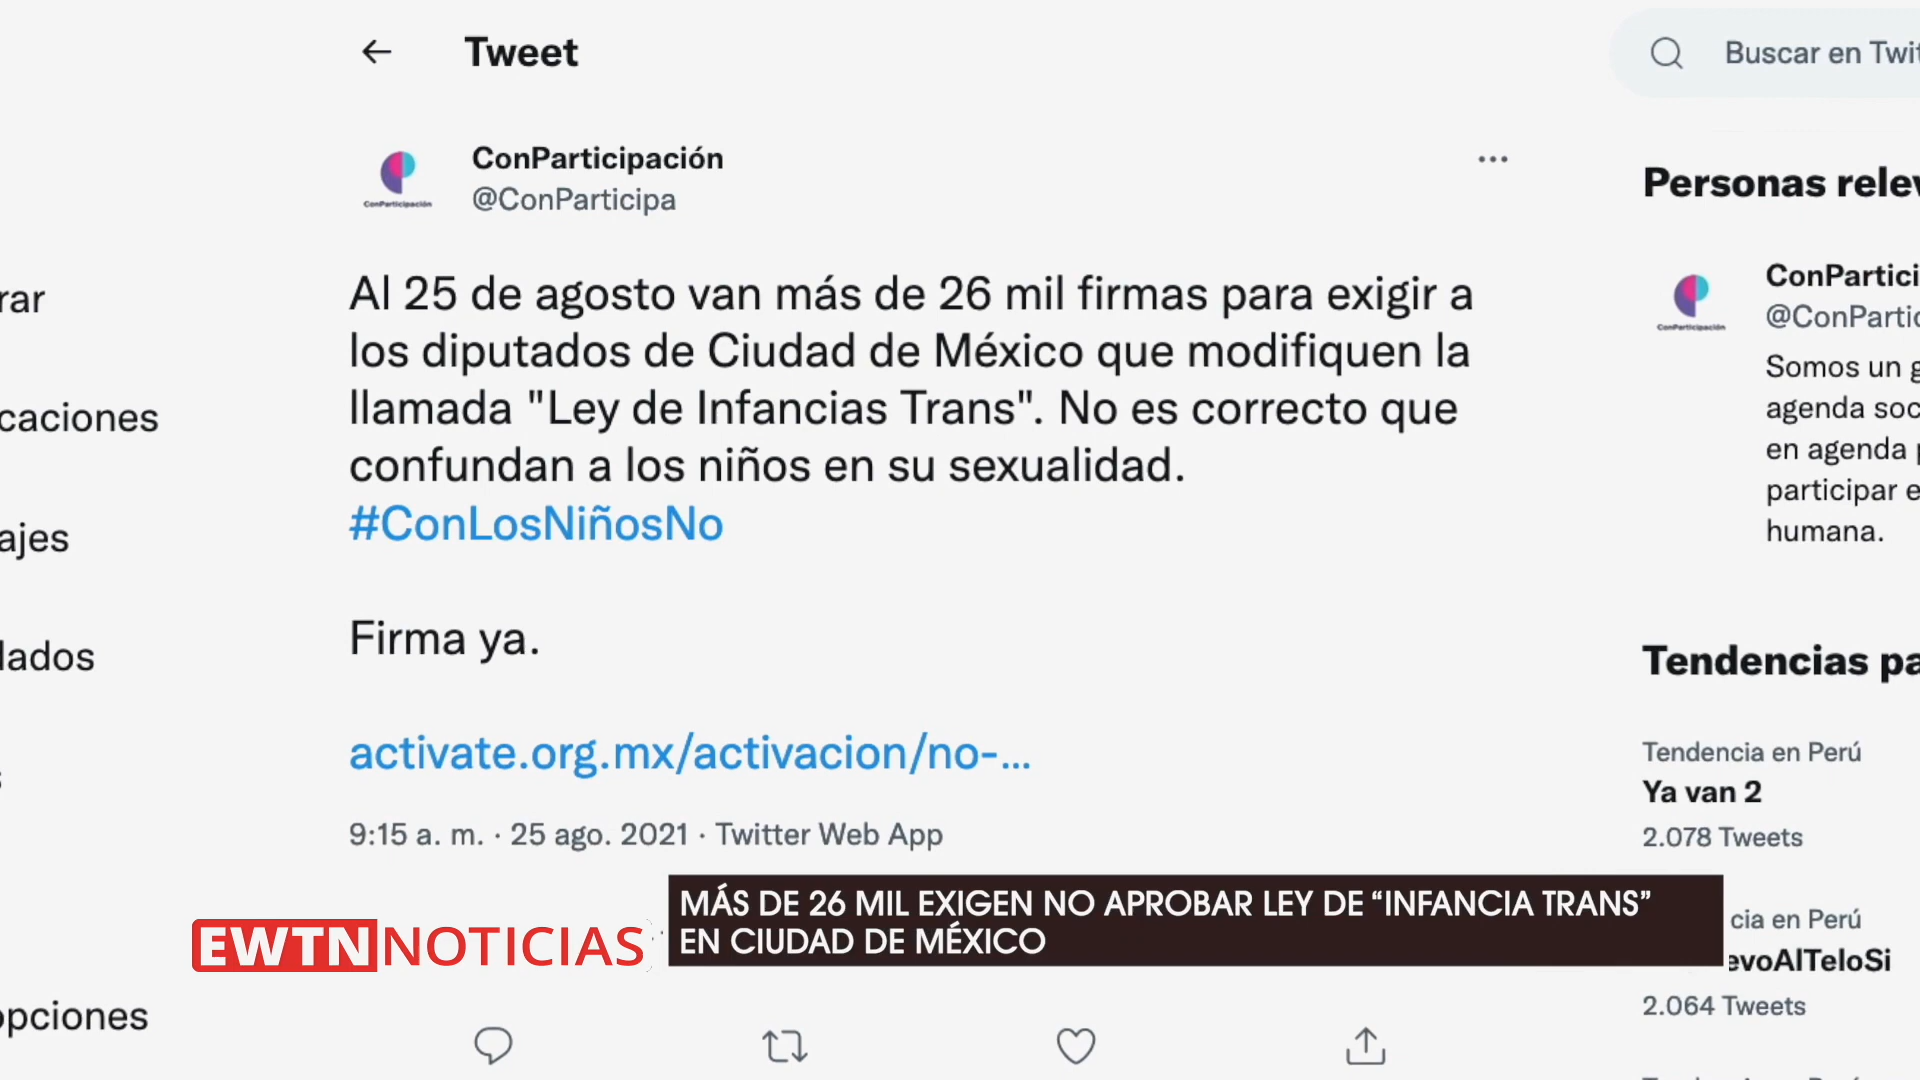 Tweet
Buscar en Twit
ConParticipación
@ConParticipa
ConParticipación
Al 25 de agosto van más de 26 mil firmas para exigir a
los diputados de Ciudad de México que modifiquen la
llamada "Ley de Infancias Trans". No es correcto que
confundan a los niños en su sexualidad.
#ConLosNiñosNo
Firma ya.
activate.org.mx/activacion/no-...
9:15 a. m. · 25 ago. 2021 · Twitter Web App
rar
caciones
ajes
lados
opciones
Personas relev
ConPartici
@ConPartic
ConParticipación
Somos un g
agenda soc
en agenda p
participar e
humana.
Tendencias pa
Tendencia en Perú
Ya van 2
2.078 Tweets
cia en Perú
evoAlTeloSi
2.064 Tweets
EWTN NOTICIAS
MÁS DE 26 MIL EXIGEN NO APROBAR LEY DE “INFANCIA TRANS”
EN CIUDAD DE MÉXICO